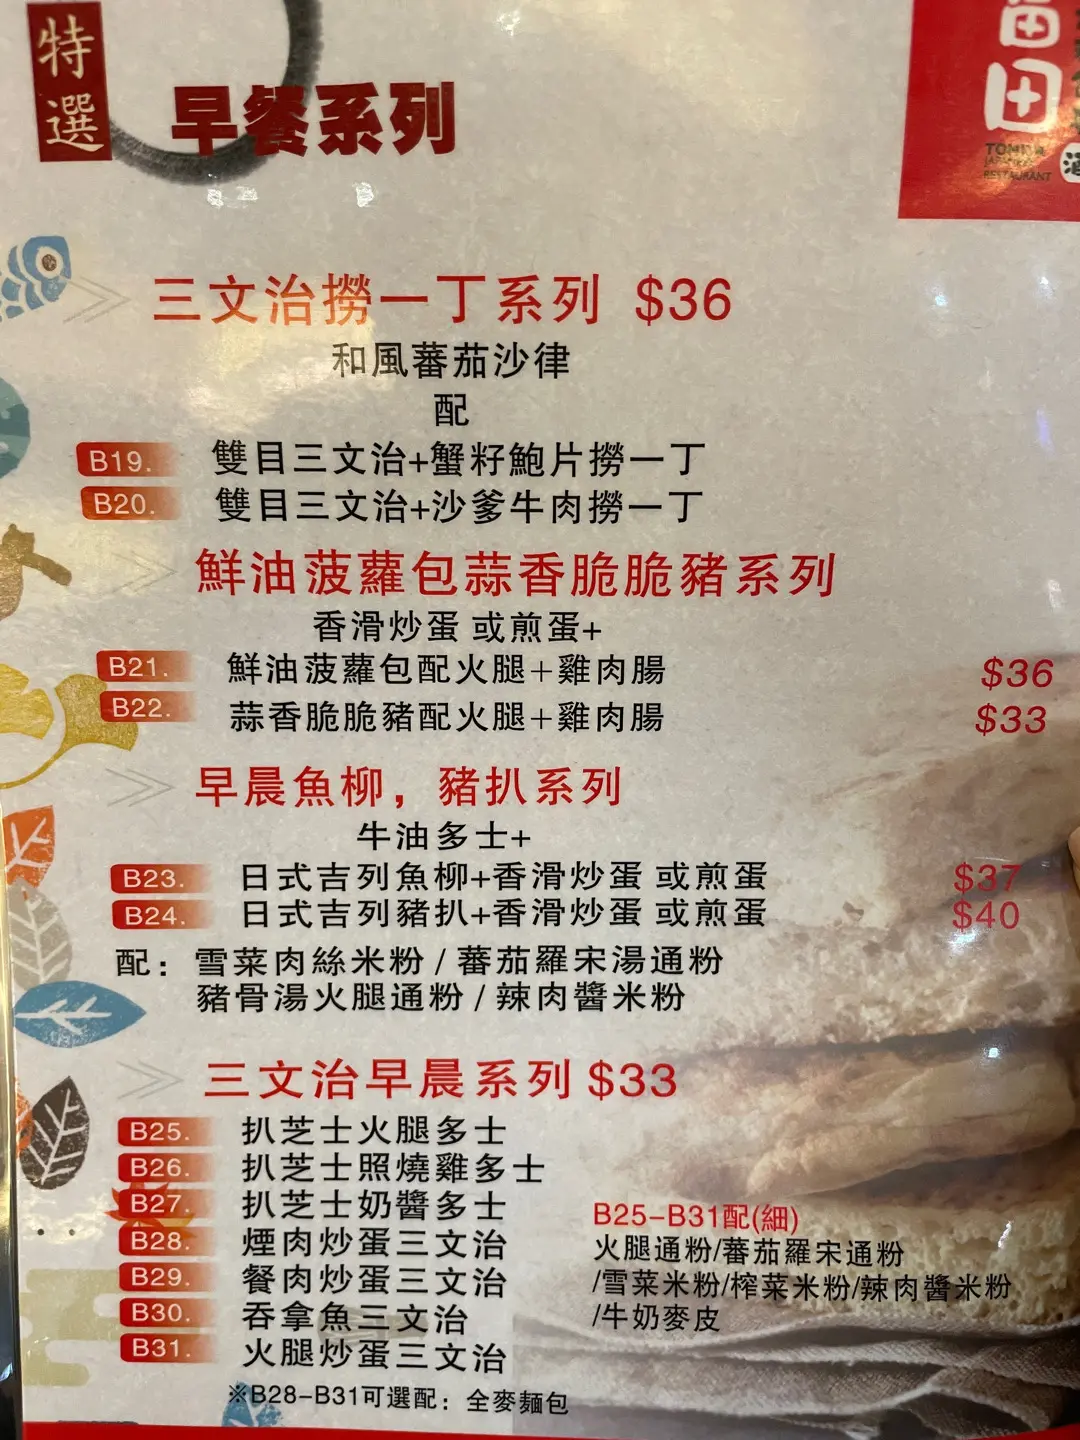 特選
早餐系列
田
RESTAURANT
三文治撈一丁系列 $36
和風蕃茄沙律
配
B19. 雙目三文治+蟹籽鮑片撈一丁
B20. 雙目三文治+沙爹牛肉撈一丁
鮮油菠蘿包蒜香脆脆豬系列
香滑炒蛋 或煎蛋+
B21. 鮮油菠蘿包配火腿+雞肉腸 $36
B22. 蒜香脆脆豬配火腿+雞肉腸 $33
早晨魚柳，豬扒系列
牛油多士+
B23. 日式吉列魚柳+香滑炒蛋 或煎蛋 $37
B24. 日式吉列豬扒+香滑炒蛋 或煎蛋 $40
配：雪菜肉絲米粉 / 蕃茄羅宋湯通粉
豬骨湯火腿通粉 / 辣肉醬米粉
三文治早晨系列 $33
B25. 扒芝士火腿多士
B26. 扒芝士照燒雞多士
B27. 扒芝士奶醬多士
B28. 煙肉炒蛋三文治
B29. 餐肉炒蛋三文治
B30. 吞拿魚三文治
B31. 火腿炒蛋三文治
※B28-B31可選配：全麥麵包
B25-B31配(細)
火腿通粉/蕃茄羅宋通粉
/雪菜米粉/榨菜米粉/辣肉醬米粉
/牛奶麥皮